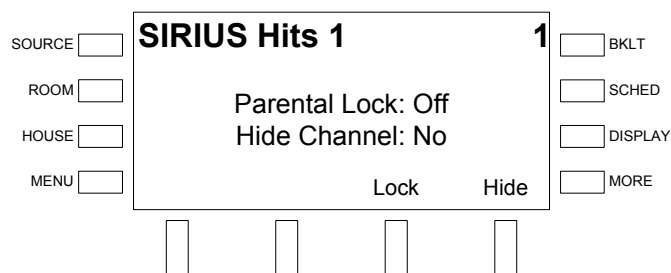 SIRIUS Hits 1 1
SOURCE BKLT
ROOM SCHED
Parental Lock: Off
HOUSE Hide Channel: No DISPLAY
MENU Lock Hide MORE